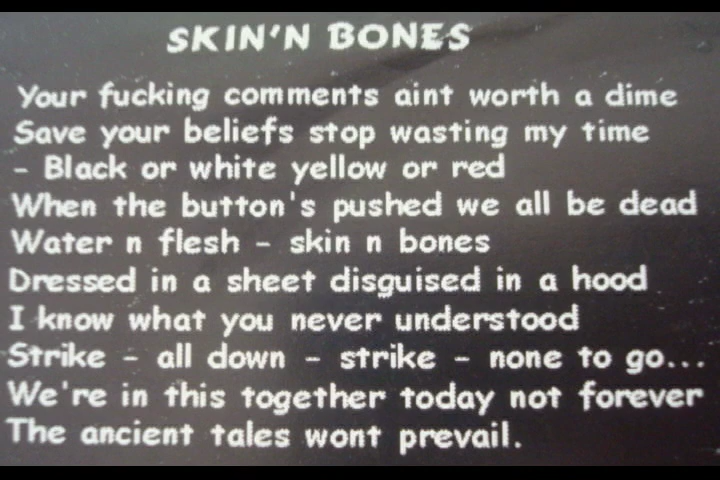 SKIN'N BONES
Your fucking comments aint worth a dime
Save your beliefs stop wasting my time
- Black or white yellow or red
When the button's pushed we all be dead
Water n flesh - skin n bones
Dressed in a sheet disguised in a hood
I know what you never understood
Strike - all down - strike - none to go...
We're in this together today not forever
The ancient tales wont prevail.